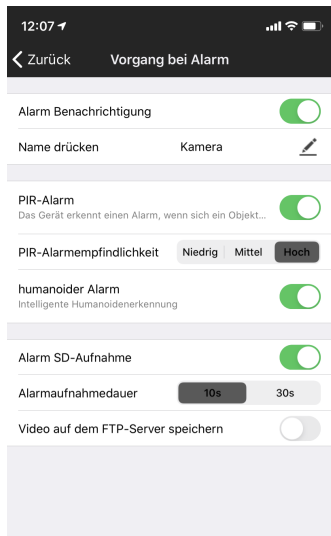 12:07
Zurück Vorgang bei Alarm
Alarm Benachrichtigung
Name drücken Kamera
PIR-Alarm
Das Gerät erkennt einen Alarm, wenn sich ein Objekt...
PIR-Alarmempfindlichkeit Niedrig Mittel Hoch
humanoider Alarm
Intelligente Humanoidenerkennung
Alarm SD-Aufnahme
Alarmaufnahmedauer 10s 30s
Video auf dem FTP-Server speichern